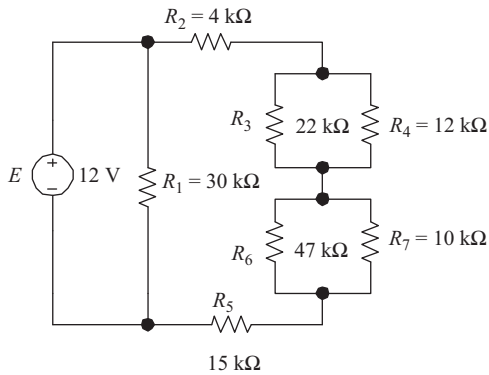 R2 = 4 kΩ
R3
22 kΩ
R4 = 12 kΩ
E
+
−
12 V
R1 = 30 kΩ
R6
47 kΩ
R7 = 10 kΩ
R5
15 kΩ